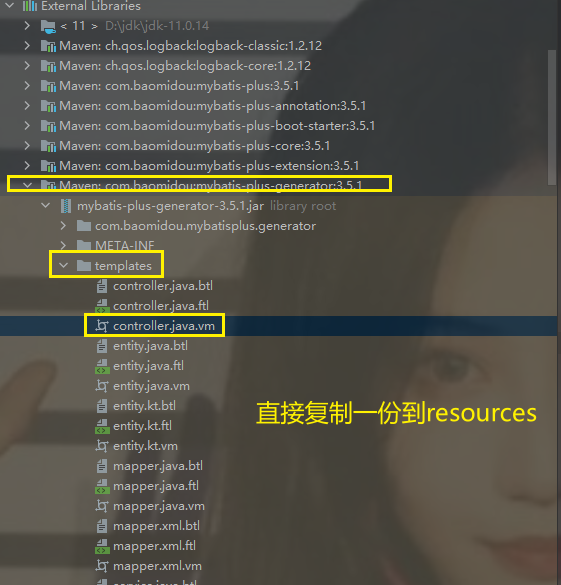 External Libraries
< 11 > D:\jdk\jdk-11.0.14
Maven: ch.qos.logback:logback-classic:1.2.12
Maven: ch.qos.logback:logback-core:1.2.12
Maven: com.baomidou:mybatis-plus:3.5.1
Maven: com.baomidou:mybatis-plus-annotation:3.5.1
Maven: com.baomidou:mybatis-plus-boot-starter:3.5.1
Maven: com.baomidou:mybatis-plus-core:3.5.1
Maven: com.baomidou:mybatis-plus-extension:3.5.1
Maven: com.baomidou:mybatis-plus-generator:3.5.1
mybatis-plus-generator-3.5.1.jar library root
com.baomidou.mybatisplus.generator
META-INF
templates
controller.java.btl
controller.java.ftl
controller.java.vm
entity.java.btl
entity.java.ftl
entity.java.vm
entity.kt.btl
直接复制一份到resources
entity.kt.ftl
entity.kt.vm
mapper.java.btl
mapper.java.ftl
mapper.java.vm
mapper.xml.btl
mapper.xml.ftl
mapper.xml.vm
service.java.btl